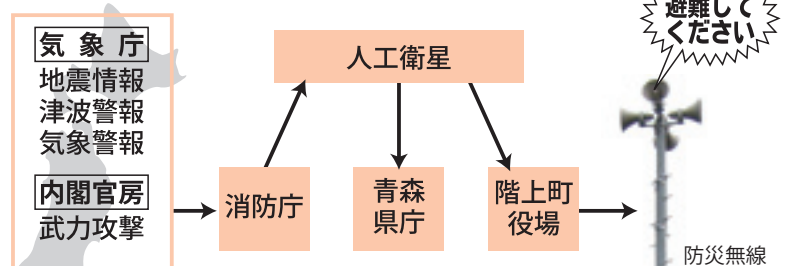 気象庁
地震情報
津波警報
気象警報
内閣官房
武力攻撃
消防庁
人工衛星
青森
県庁
階上町
役場
避難して
ください
防災無線